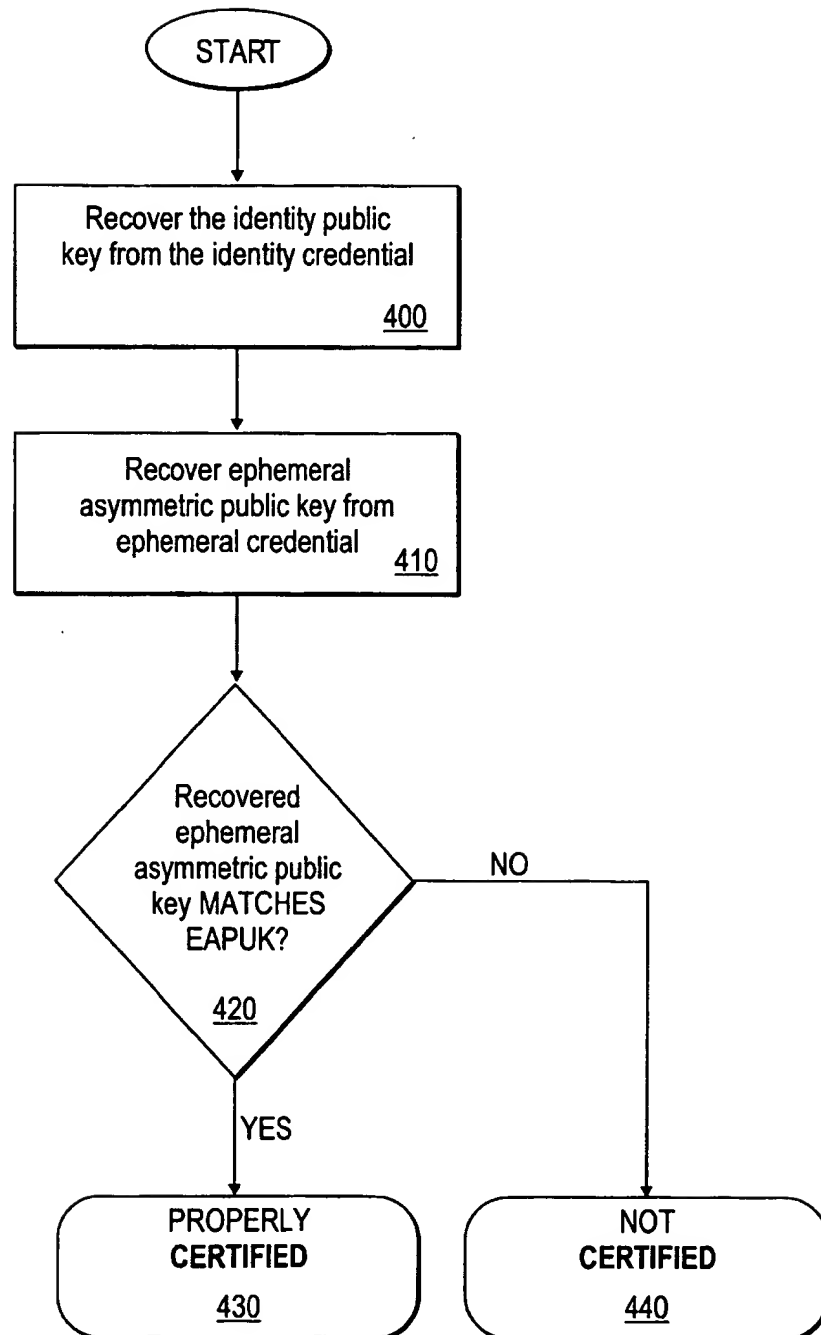 START
Recover the identity public
key from the identity credential
400
Recover ephemeral
asymmetric public key from
ephemeral credential
410
Recovered
ephemeral
asymmetric public
key MATCHES
EAPUK?
420
NO
YES
PROPERLY
CERTIFIED
430
NOT
CERTIFIED
440